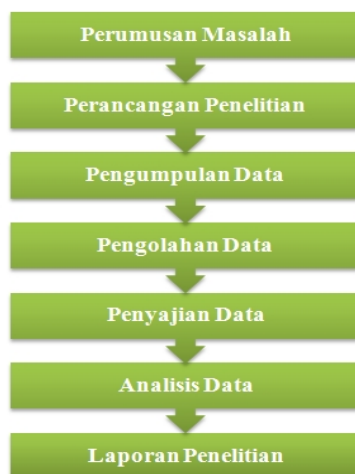 Perumusan Masalah
Perancangan Penelitian
Pengumpulan Data
Pengolahan Data
Penyajian Data
Analisis Data
Laporan Penelitian